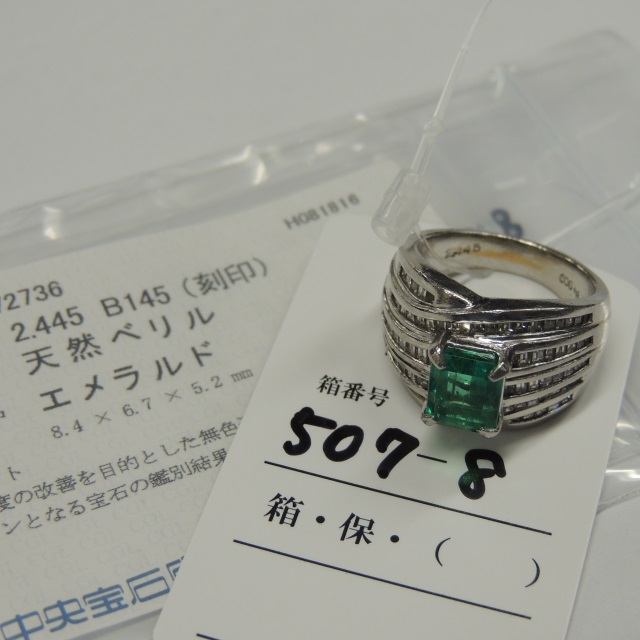 H081816
2736
2.445 B145 (刻印)
天然ベリル
エメラルド
8.4 × 6.7 × 5.2 mm
度の改善を目的とした無色
ンとなる宝石の鑑別結果
中央宝石
箱番号
507-8
箱・保・( )
8